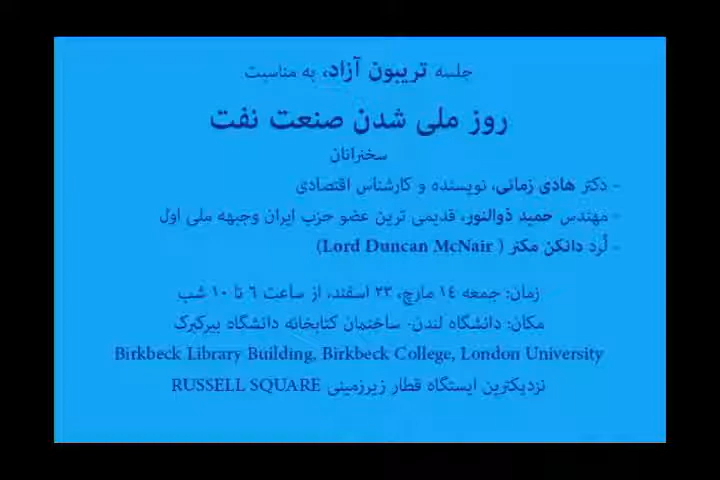 جلسه تریبون آزاد، به مناسبت
روز ملی شدن صنعت نفت
سخنرانان
- دکتر هادی زمانی، نویسنده و کارشناس اقتصادی
- مهندس حمید ذوالنور، قدیمی ترین عضو حزب ایران وجبهه ملی اول
- لُرد دانکن مکنر ( Lord Duncan McNair)
زمان: جمعه ۱٤ مارچ، ۲۳ اسفند، از ساعت ٦ تا ۱۰ شب
مکان: دانشگاه لندن- ساختمان کتابخانه دانشگاه بیرکبرک
Birkbeck Library Building, Birkbeck College, London University
نزدیکترین ایستگاه قطار زیرزمینی RUSSELL SQUARE